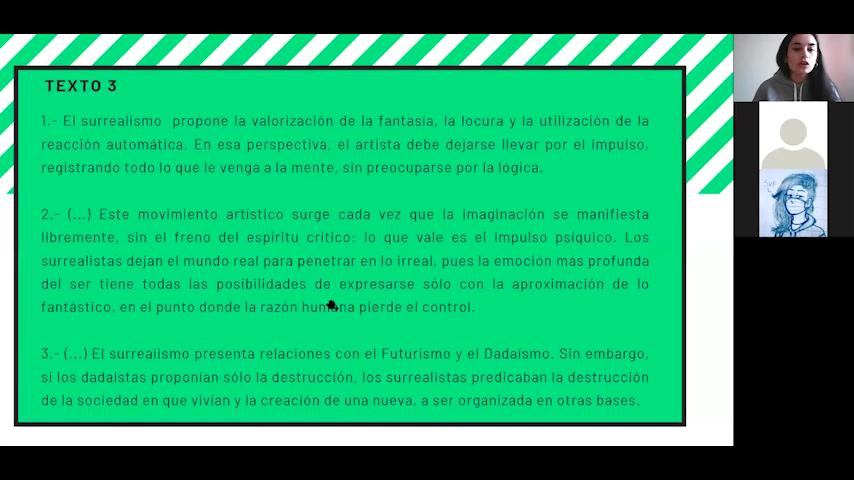 TEXTO 3
1.- El surrealismo propone la valorización de la fantasía, la locura y la utilización de la
reacción automática. En esa perspectiva, el artista debe dejarse llevar por el impulso,
registrando todo lo que le venga a la mente, sin preocuparse por la lógica.
2.- (...) Este movimiento artístico surge cada vez que la imaginación se manifiesta
libremente, sin el freno del espíritu crítico: lo que vale es el impulso psíquico. Los
surrealistas dejan el mundo real para penetrar en lo irreal, pues la emoción más profunda
del ser tiene todas las posibilidades de expresarse sólo con la aproximación de lo
fantástico, en el punto donde la razón humana pierde el control.
3.- (...) El surrealismo presenta relaciones con el Futurismo y el Dadaísmo. Sin embargo,
si los dadaístas proponían sólo la destrucción, los surrealistas predicaban la destrucción
de la sociedad en que vivían y la creación de una nueva, a ser organizada en otras bases.